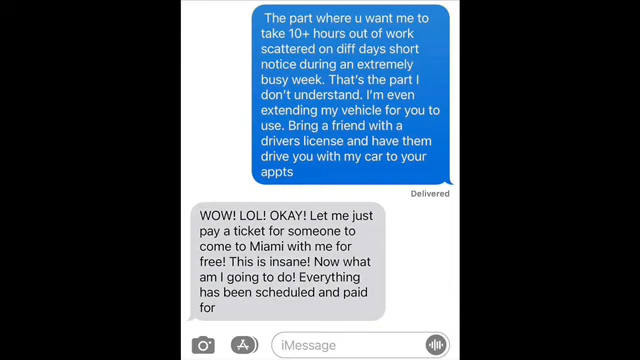 The part where u want me to
take 10+ hours out of work
scattered on diff days short
notice during an extremely
busy week. That's the part I
don't understand. I'm even
extending my vehicle for you to
use. Bring a friend with a
drivers license and have them
drive you with my car to your
appts
Delivered
WOW! LOL! OKAY! Let me just
pay a ticket for someone to
come to Miami with me for
free! This is insane! Now what
am I going to do! Everything
has been scheduled and paid
for
iMessage